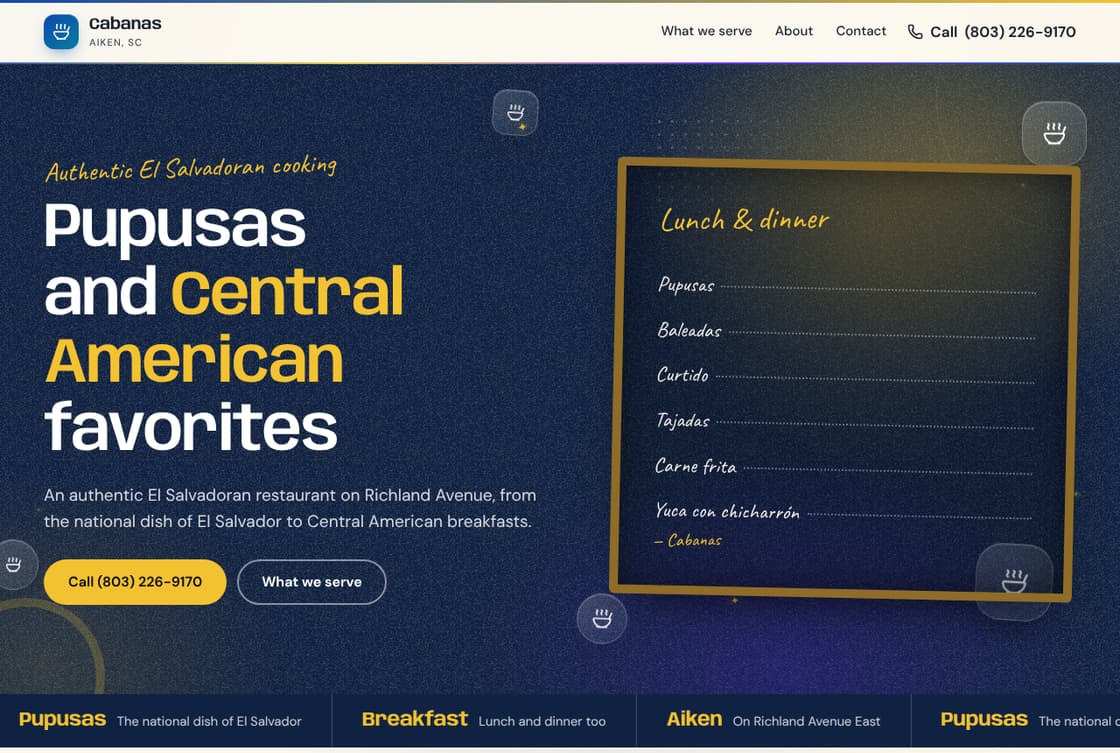 Cabanas
AIKEN, SC
What we serve
About
Contact
Call (803) 226-9170
Authentic El Salvadoran cooking
Pupusas
and Central
American
favorites
An authentic El Salvadoran restaurant on Richland Avenue, from
the national dish of El Salvador to Central American breakfasts.
Call (803) 226-9170
What we serve
Lunch & dinner
Pupusas
Baleadas
Curtido
Tajadas
Carne frita
Yuca con chicharrón
– Cabanas
Pupusas The national dish of El Salvador
Breakfast Lunch and dinner too
Aiken On Richland Avenue East
Pupusas The national